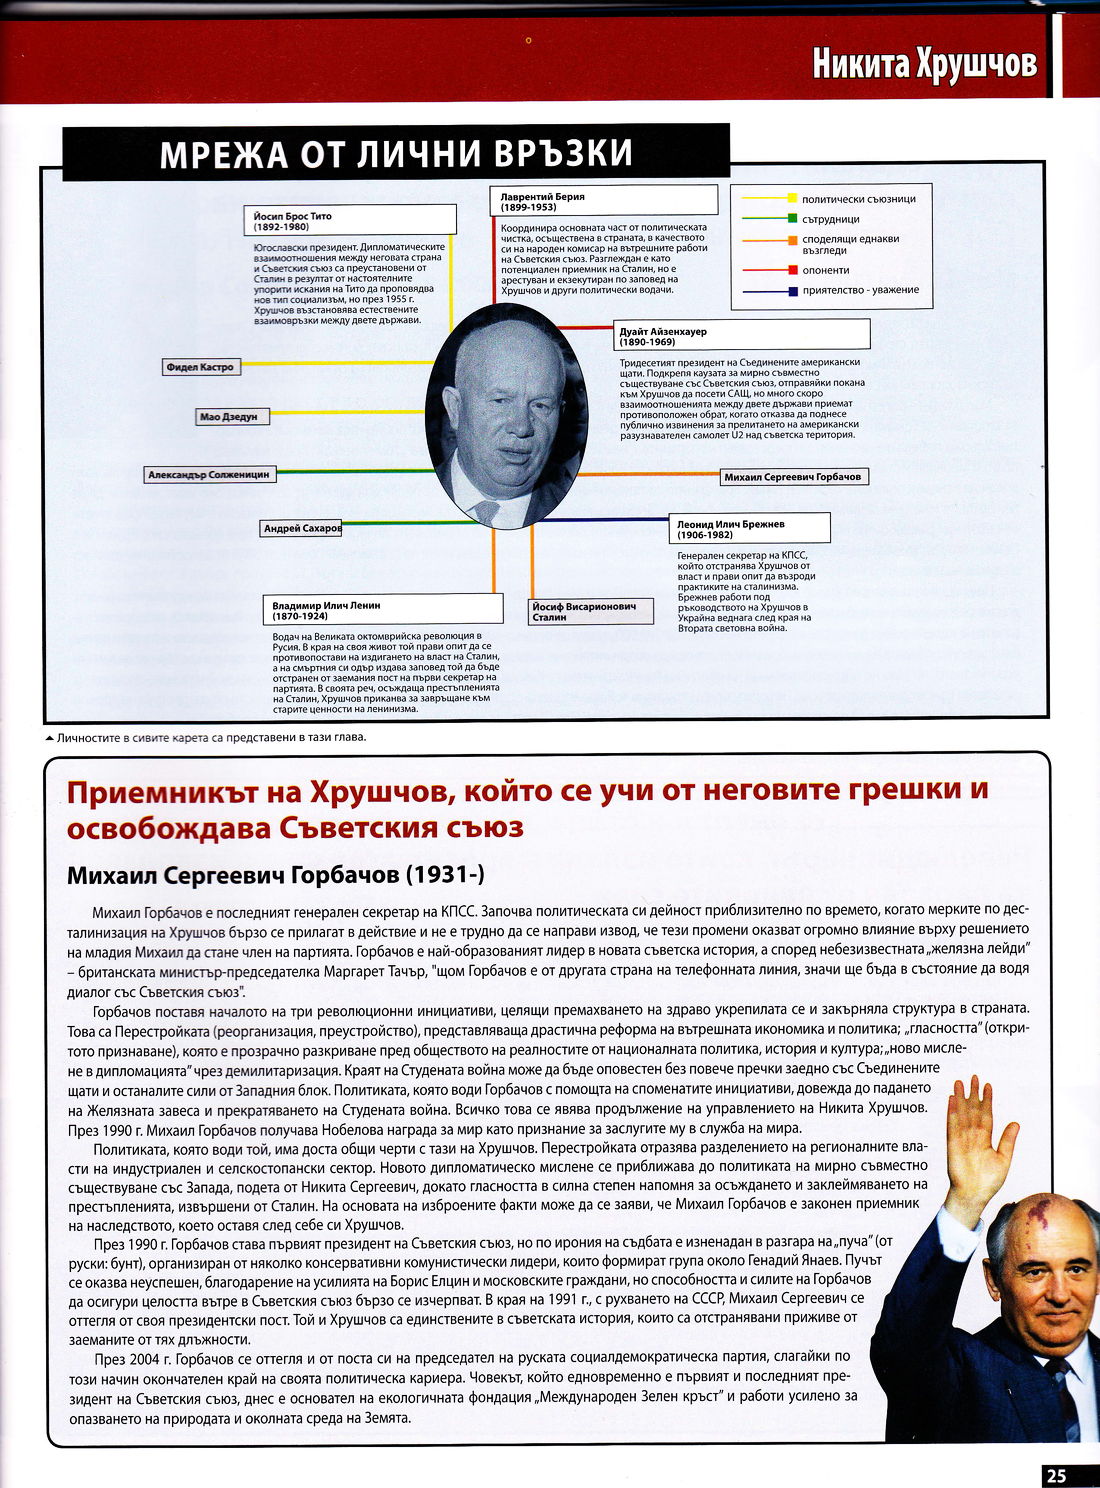 Никита Хрушчов
МРЕЖА ОТ ЛИЧНИ ВРЪЗКИ
Йосип Брос Тито
(1892-1980)
Югославски президент. Дипломатическите
взаимоотношения между неговата страна
и Съветския съюз са преустановени от
Сталин в резултат от настоятелните
упорити искания на Тито да проповядва
нов тип социализъм, но през 1955 г.
Хрушчов възстановява естествените
взаимовръзки между двете държави.
Лаврентий Берия
(1899-1953)
Координира основната част от политическата
чистка, осъществена в страната, в качеството
си на народен комисар на вътрешните работи
на Съветския съюз. Разглеждан е като
потенциален приемник на Сталин, но е
арестуван и екзекутиран по заповед на
Хрушчов и други политически водачи.
политически съюзници
сътрудници
споделящи еднакви
възгледи
опоненти
приятелство - уважение
Дуайт Айзенхауер
(1890-1969)
Тридесетият президент на Съединените американски
щати. Подкрепя каузата за мирно съвместно
съществуване със Съветския съюз, отправяйки покана
към Хрушчов да посети САЩ, но много скоро
взаимоотношенията между двете държави приемат
противоположен обрат, когато отказва да поднесе
публично извинения за прелитането на американски
разузнавателен самолет U2 над съветска територия.
Фидел Кастро
Мао Дзедун
Александър Солженицин
Андрей Сахаров
Михаил Сергеевич Горбачов
Леонид Илич Брежнев
(1906-1982)
Генерален секретар на КПСС,
който отстранява Хрушчов от
власт и прави опит да възроди
практиките на сталинизма.
Брежнев работи под
ръководството на Хрушчов в
Украйна веднага след края на
Втората световна война.
Владимир Илич Ленин
(1870-1924)
Водач на Великата октомврийска революция в
Русия. В края на своя живот той прави опит да се
противопостави на издигането на власт на Сталин,
а на смъртния си одър издава заповед той да бъде
отстранен от заемания пост на първи секретар на
партията. В своята реч, осъждаща престъпленията
на Сталин, Хрушчов приканва за завръщане към
старите ценности на ленинизма.
Йосиф Висарионович
Сталин
Личностите в сивите карета са представени в тази глава.
Приемникът на Хрушчов, който се учи от неговите грешки и
освобождава Съветския съюз
Михаил Сергеевич Горбачов (1931-)
Михаил Горбачов е последният генерален секретар на КПСС. Започва политическата си дейност приблизително по времето, когато мерките по дес-
талинизация на Хрушчов бързо се прилагат в действие и не е трудно да се направи извод, че тези промени оказват огромно влияние върху решението
на младия Михаил да стане член на партията. Горбачов е най-образованият лидер в новата съветска история, а според небезизвестната „желязна лейди”
– британската министър-председателка Маргарет Тачър, "щом Горбачов е от другата страна на телефонната линия, значи ще бъда в състояние да водя
диалог със Съветския съюз".
Горбачов поставя началото на три революционни инициативи, целящи премахването на здраво укрепилата се и закърняла структура в страната.
Това са Перестройката (реорганизация, преустройство), представляваща драстична реформа на вътрешната икономика и политика; „гласността” (откри-
тото признаване), която е прозрачно разкриване пред обществото на реалностите от националната политика, история и култура; „ново мисле-
не в дипломацията” чрез демилитаризация. Краят на Студената война може да бъде оповестен без повече пречки заедно със Съединените
щати и останалите сили от Западния блок. Политиката, която води Горбачов с помощта на споменатите инициативи, довежда до падането
на Желязната завеса и прекратяването на Студената война. Всичко това се явява продължение на управлението на Никита Хрушчов.
През 1990 г. Михаил Горбачов получава Нобелова награда за мир като признание за заслугите му в служба на мира.
Политиката, която води той, има доста общи черти с тази на Хрушчов. Перестройката отразява разделението на регионалните вла-
сти на индустриален и селскостопански сектор. Новото дипломатическо мислене се приближава до политиката на мирно съвместно
съществуване със Запада, подета от Никита Сергеевич, докато гласността в силна степен напомня за осъждането и заклеймяването на
престъпленията, извършени от Сталин. На основата на изброените факти може да се заяви, че Михаил Горбачов е законен приемник
на наследството, което оставя след себе си Хрушчов.
През 1990 г. Горбачов става първият президент на Съветския съюз, но по ирония на съдбата е изненадан в разгара на „пуча” (от
руски: бунт), организиран от няколко консервативни комунистически лидери, които формират група около Генадий Янаев. Пучът
се оказва неуспешен, благодарение на усилията на Борис Елцин и московските граждани, но способността и силите на Горбачов
да осигури целостта вътре в Съветския съюз бързо се изчерпват. В края на 1991 г., с рухването на СССР, Михаил Сергеевич се
оттегля от своя президентски пост. Той и Хрушчов са единствените в съветската история, които са отстранявани приживе от
заеманите от тях длъжности.
През 2004 г. Горбачов се оттегля и от поста си на председател на руската социалдемократическа партия, слагайки по
този начин окончателен край на своята политическа кариера. Човекът, който едновременно е първият и последният пре-
зидент на Съветския съюз, днес е основател на екологичната фондация „Международен Зелен кръст” и работи усилено за
опазването на природата и околната среда на Земята.
25